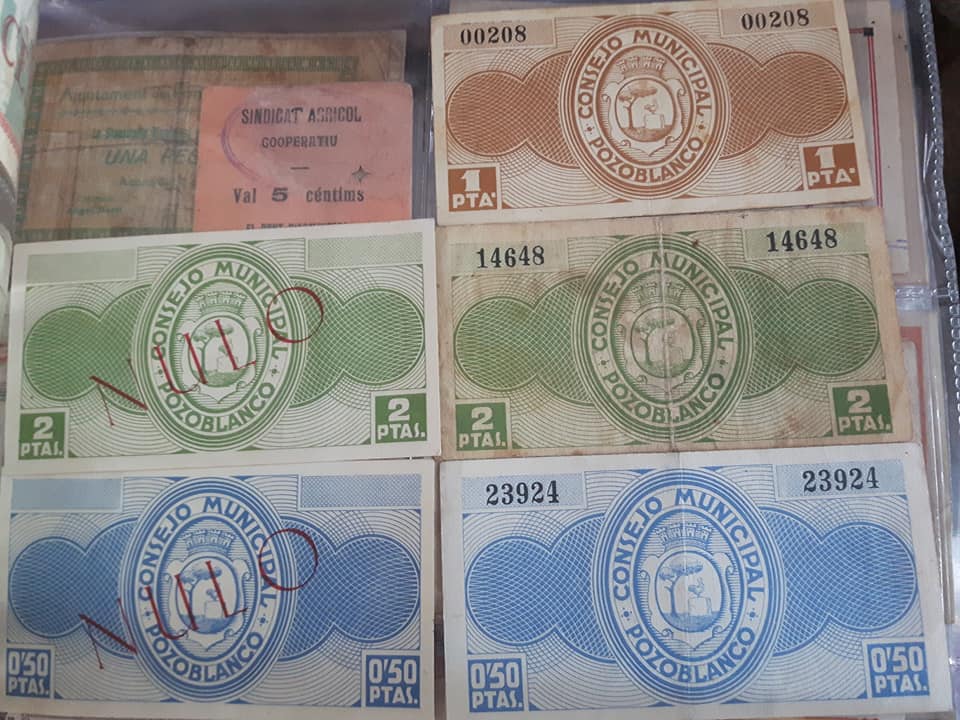 Ajuntament
UNA
SINDICAT AGRICOL
COOPERATIU
Val 5 céntims
00208 00208
CONSEJO MUNICIPAL
POZOBLANCO
1 PTA. 1 PTA.
CONSEJO MUNICIPAL
POZOBLANCO
NULO
2 PTAS. 2 PTAS.
14648 14648
CONSEJO MUNICIPAL
POZOBLANCO
2 PTAS. 2 PTAS.
CONSEJO MUNICIPAL
POZOBLANCO
NULO
0'50 PTAS. 0'50 PTAS.
23924 23924
CONSEJO MUNICIPAL
POZOBLANCO
0'50 PTAS. 0'50 PTAS.